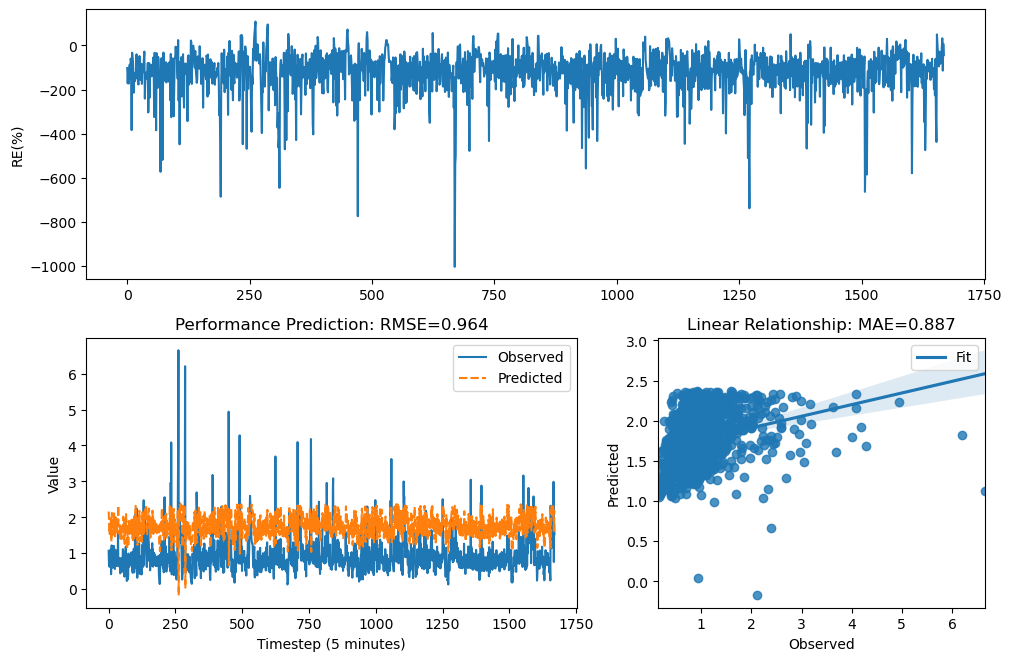 RE(%)
0
−200
−400
−600
−800
−1000
0 250 500 750 1000 1250 1500 1750
Performance Prediction: RMSE=0.964
Value
6
5
4
3
2
1
0
Observed
Predicted
0 250 500 750 1000 1250 1500 1750
Timestep (5 minutes)
Linear Relationship: MAE=0.887
Predicted
3.0
2.5
2.0
1.5
1.0
0.5
0.0
Fit
1 2 3 4 5 6
Observed